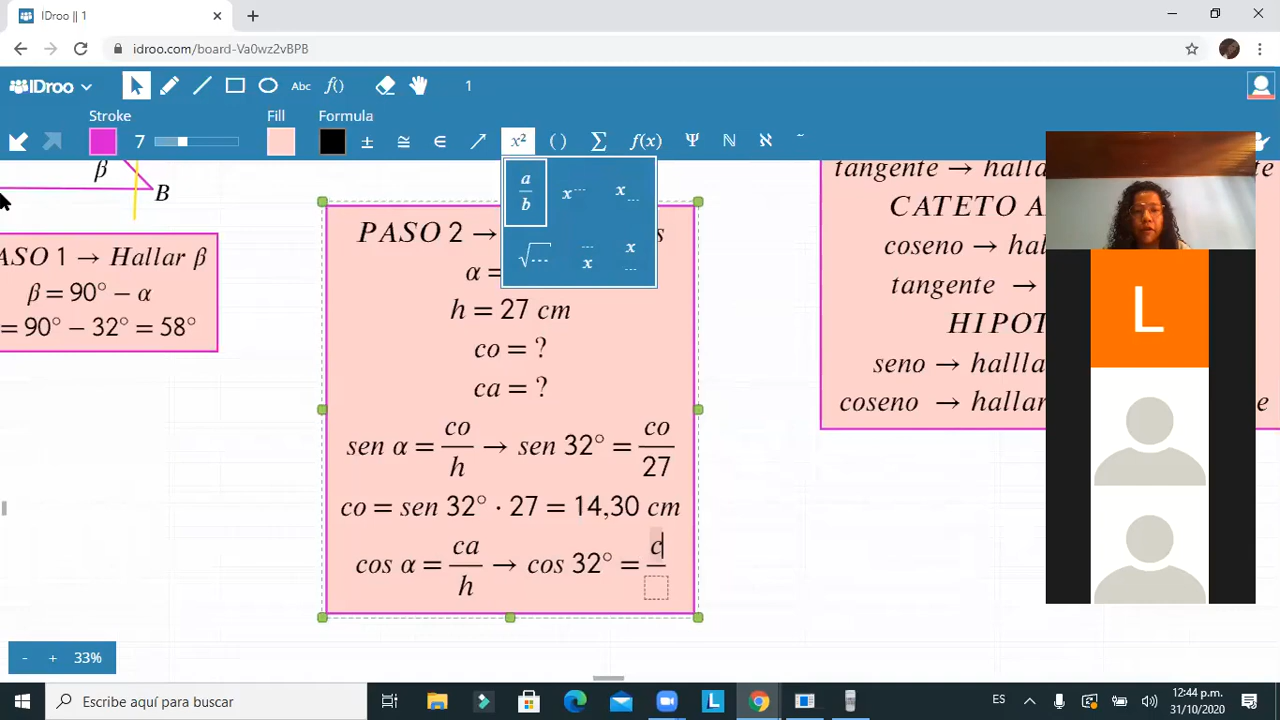 IDroo || 1
idroo.com/board-Va0wz2vBPB
IDroo
Abc
f()
1
Stroke
Fill
Formula
7
±
≅
∈
x²
( )
∑
f(x)
Ψ
ℕ
ℵ
a/b
x
x
√
x
x
β
B
ASO 1 → Hallar β
β = 90° − α
= 90° − 32° = 58°
PASO 2 →
s
α =
h = 27 cm
co = ?
ca = ?
sen α = co/h → sen 32° = co/27
co = sen 32° · 27 = 14,30 cm
cos α = ca/h → cos 32° = c
tangente → halla
te
CATETO A
coseno → hal
tangente →
HIPOT
seno → hallla
coseno → hallar
e
L
- + 33%
Escribe aquí para buscar
L
ES
12:44 p.m.
31/10/2020